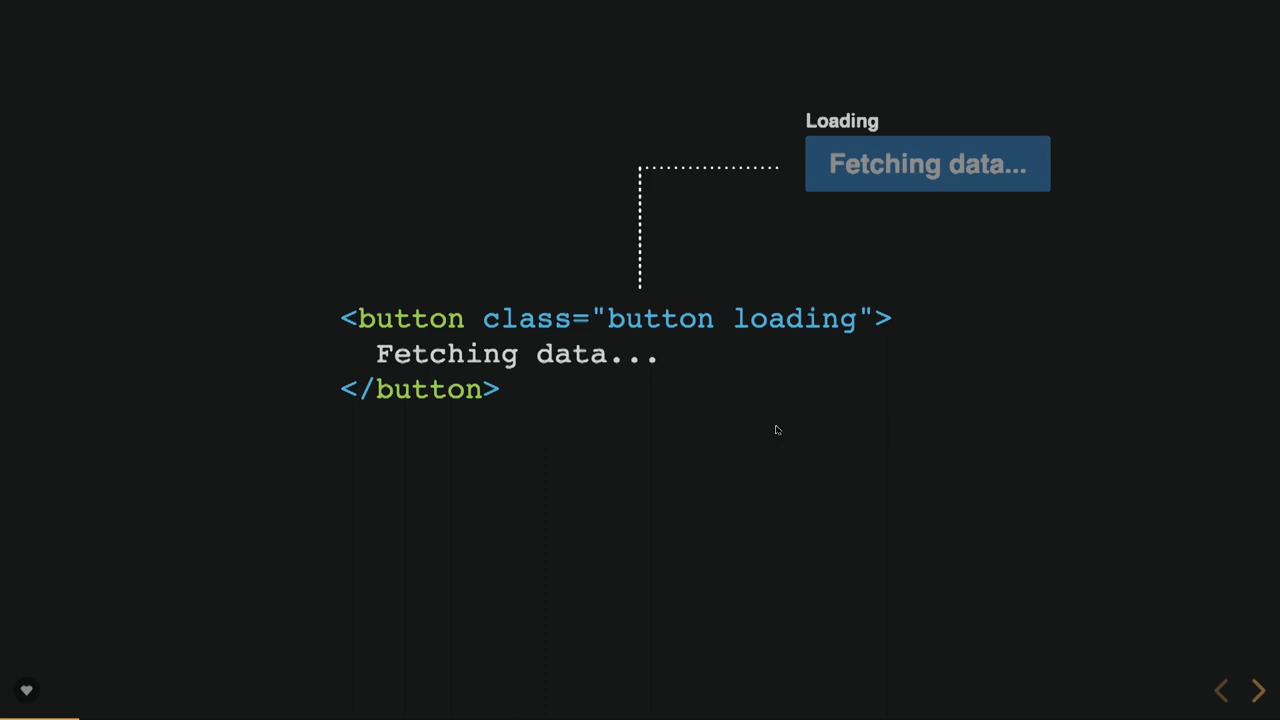 Loading
Fetching data...
<button class="button loading">
Fetching data...
</button>